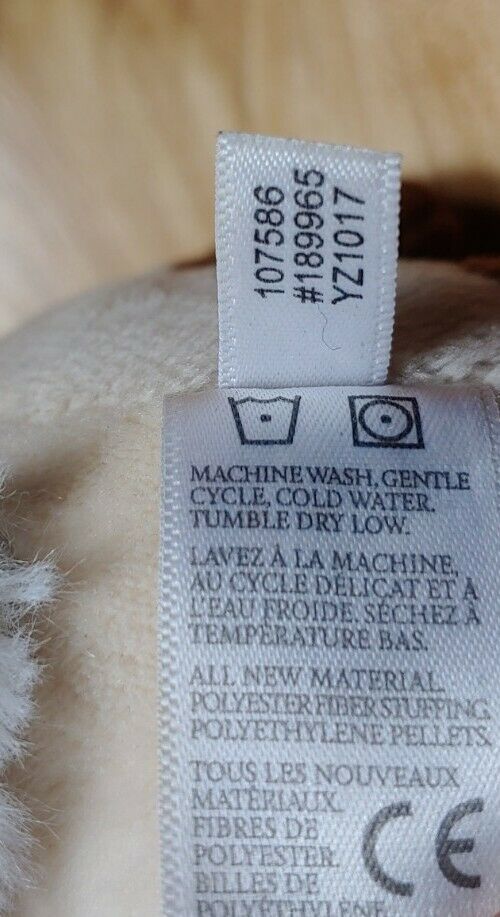 107586
#189965
YZ1017
MACHINE WASH, GENTLE
CYCLE, COLD WATER.
TUMBLE DRY LOW.
LAVEZ À LA MACHINE,
AU CYCLE DÉLICAT ET À
L'EAU FROIDE. SÉCHEZ À
TEMPÉRATURE BAS.
ALL NEW MATERIAL.
POLYESTER FIBER STUFFING.
POLYETHYLENE PELLETS.
TOUS LES NOUVEAUX
MATÉRIAUX.
FIBRES DE
POLYESTER.
BILLES DE
POLYÉTHYLÈNE.
CE